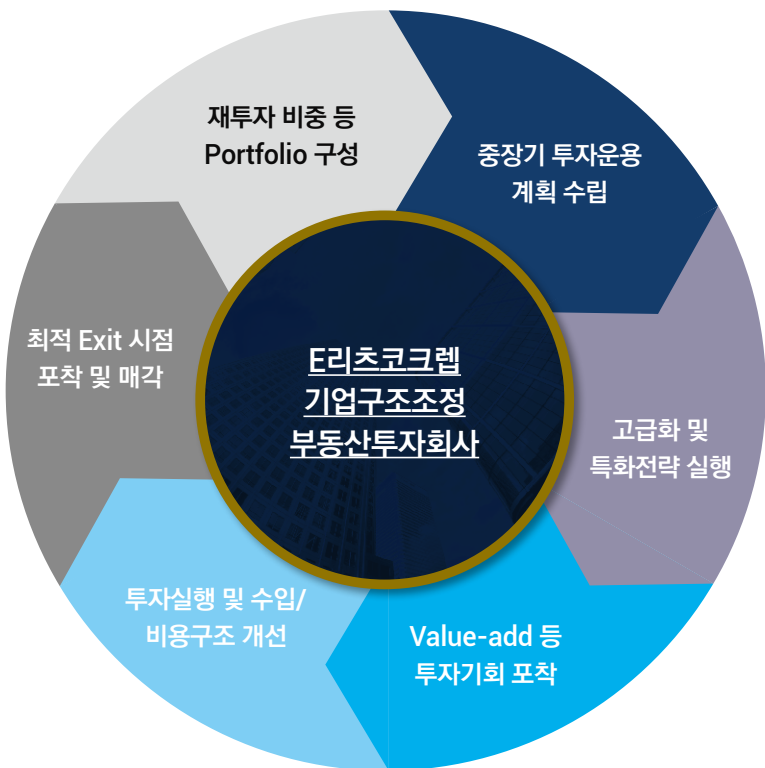 재투자 비중 등
Portfolio 구성
중장기 투자운용
계획 수립
최적 Exit 시점
포착 및 매각
E리츠코크렙
기업구조조정
부동산투자회사
고급화 및
특화전략 실행
투자실행 및 수입/
비용구조 개선
Value-add 등
투자기회 포착